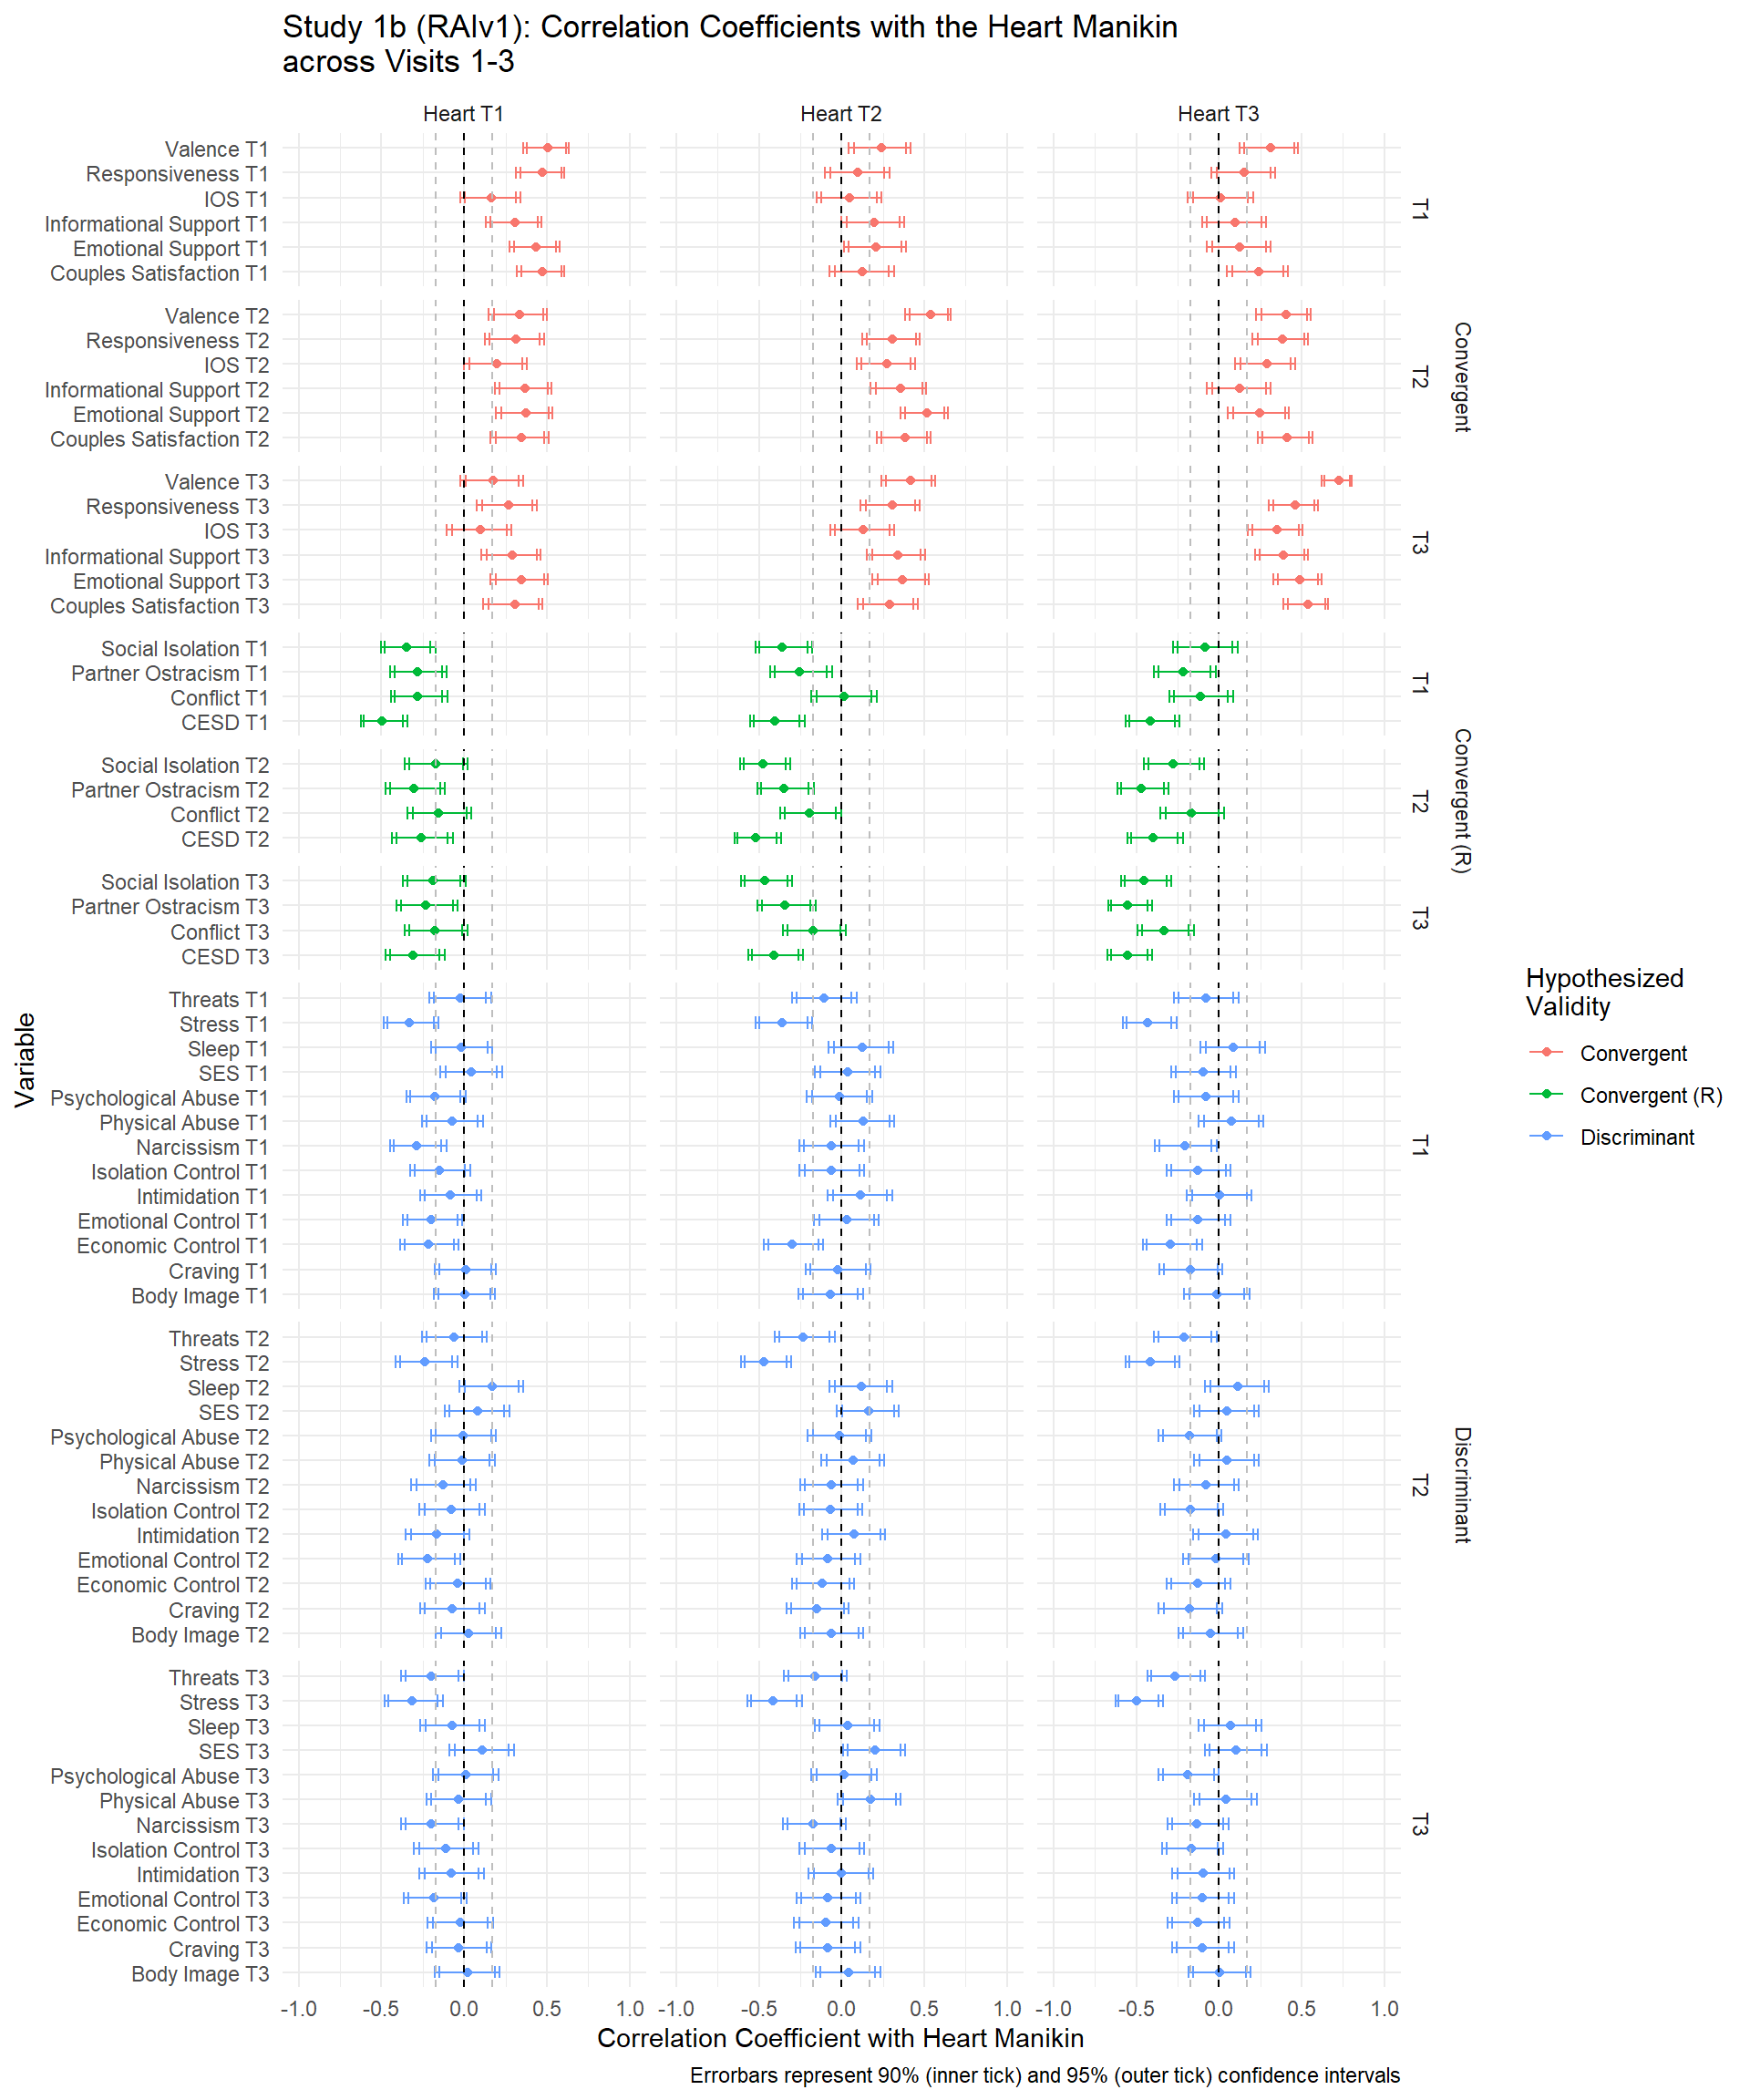 Study 1b (RAIv1): Correlation Coefficients with the Heart Manikin
across Visits 1-3
Heart T1
Heart T2
Heart T3
Valence T1
Responsiveness T1
IOS T1
Informational Support T1
Emotional Support T1
Couples Satisfaction T1
T1
Valence T2
Responsiveness T2
IOS T2
Informational Support T2
Emotional Support T2
Couples Satisfaction T2
T2
Convergent
Valence T3
Responsiveness T3
IOS T3
Informational Support T3
Emotional Support T3
Couples Satisfaction T3
T3
Social Isolation T1
Partner Ostracism T1
Conflict T1
CESD T1
T1
Social Isolation T2
Partner Ostracism T2
Conflict T2
CESD T2
T2
Convergent (R)
Social Isolation T3
Partner Ostracism T3
Conflict T3
CESD T3
T3
Threats T1
Stress T1
Sleep T1
SES T1
Psychological Abuse T1
Physical Abuse T1
Narcissism T1
Isolation Control T1
Intimidation T1
Emotional Control T1
Economic Control T1
Craving T1
Body Image T1
T1
Threats T2
Stress T2
Sleep T2
SES T2
Psychological Abuse T2
Physical Abuse T2
Narcissism T2
Isolation Control T2
Intimidation T2
Emotional Control T2
Economic Control T2
Craving T2
Body Image T2
T2
Discriminant
Threats T3
Stress T3
Sleep T3
SES T3
Psychological Abuse T3
Physical Abuse T3
Narcissism T3
Isolation Control T3
Intimidation T3
Emotional Control T3
Economic Control T3
Craving T3
Body Image T3
T3
Variable
-1.0 -0.5 0.0 0.5 1.0 -1.0 -0.5 0.0 0.5 1.0 -1.0 -0.5 0.0 0.5 1.0
Correlation Coefficient with Heart Manikin
Errorbars represent 90% (inner tick) and 95% (outer tick) confidence intervals
Hypothesized
Validity
Convergent
Convergent (R)
Discriminant